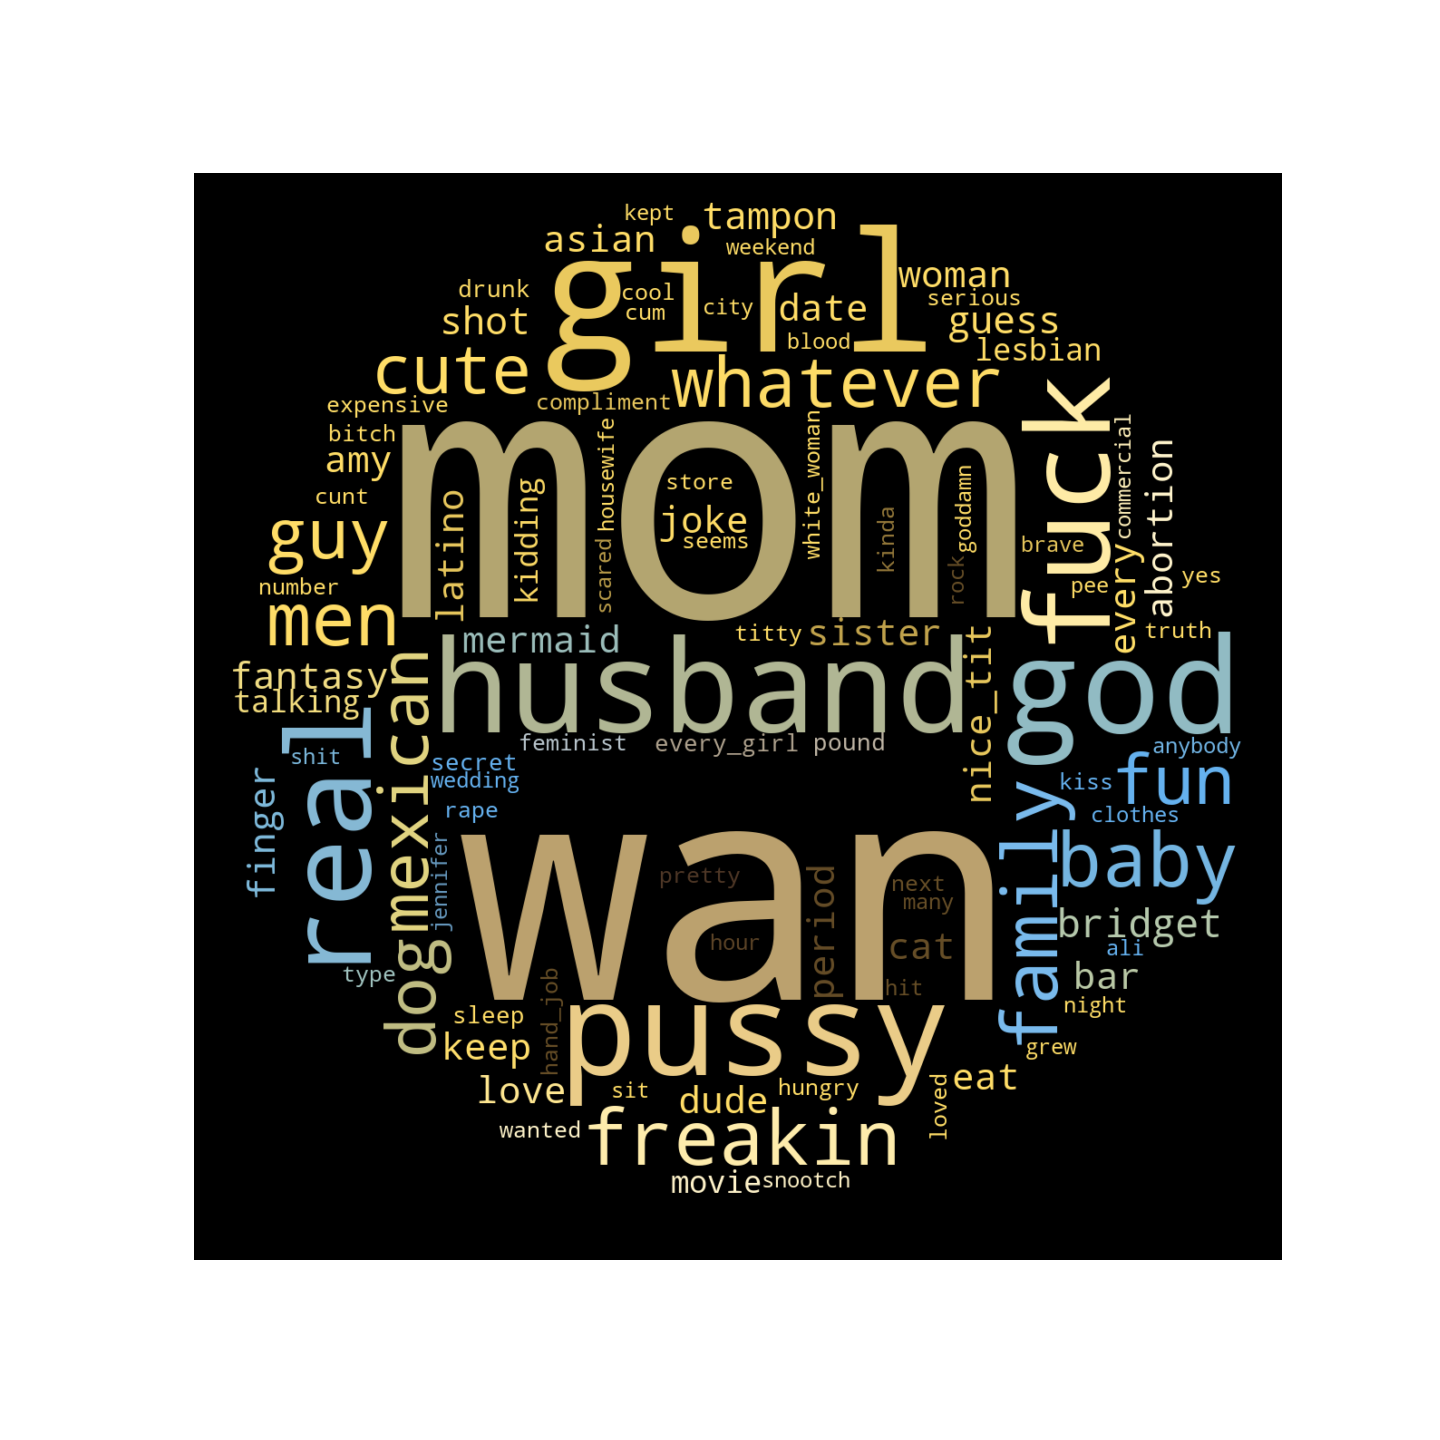 kept
tampon
asian
weekend
girl
woman
drunk
cool
serious
cum
city
date
shot
guess
blood
lesbian
cute
whatever
fuck
expensive
compliment
bitch
mom
white_woman
housewife
commercial
amy
abortion
store
cunt
latino
kidding
joke
goddamn
guy
seems
kinda
brave
scared
rock
every
number
pee
yes
men
mermaid
titty
sister
truth
husband
nice_tit
god
fantasy
mexican
talking
real
feminist
every_girl
pound
anybody
shit
secret
wedding
kiss
fun
finger
rape
family
clothes
wan
baby
jennifer
pretty
period
next
many
bridget
hour
cat
ali
dog
type
hit
bar
hand_job
night
sleep
pussy
keep
grew
love
sit
dude
hungry
loved
eat
wanted
freakin
movie
snootch